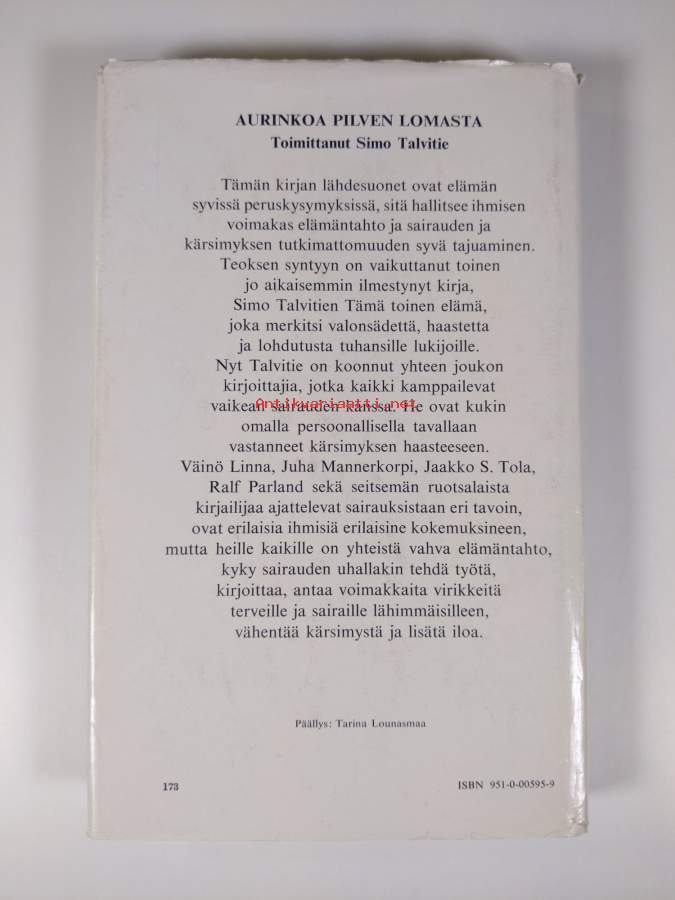 AURINKOA PILVEN LOMASTA
Toimittanut Simo Talvitie
Tämän kirjan lähdesuonet ovat elämän
syvissä peruskysymyksissä, sitä hallitsee ihmisen
voimakas elämäntahto ja sairauden ja
kärsimyksen tutkimattomuuden syvä tajuaminen.
Teoksen syntyyn on vaikuttanut toinen
jo aikaisemmin ilmestynyt kirja,
Simo Talvitien Tämä toinen elämä,
joka merkitsi valonsädettä, haastetta
ja lohdutusta tuhansille lukijoille.
Nyt Talvitie on koonnut yhteen joukon
kirjoittajia, jotka kaikki kamppailevat
Antikvariaatti.net
vaikean sairauden kanssa. He ovat kukin
omalla persoonallisella tavallaan
vastanneet kärsimyksen haasteeseen.
Väinö Linna, Juha Mannerkorpi, Jaakko S. Tola,
Ralf Parland sekä seitsemän ruotsalaista
kirjailijaa ajattelevat sairauksistaan eri tavoin,
ovat erilaisia ihmisiä erilaisine kokemuksineen,
mutta heille kaikille on yhteistä vahva elämäntahto,
kyky sairauden uhallakin tehdä työtä,
kirjoittaa, antaa voimakkaita virikkeitä
terveille ja sairaille lähimmäisilleen,
vähentää kärsimystä ja lisätä iloa.
Päällys: Tarina Lounasmaa
173 ISBN 951-0-00595-9